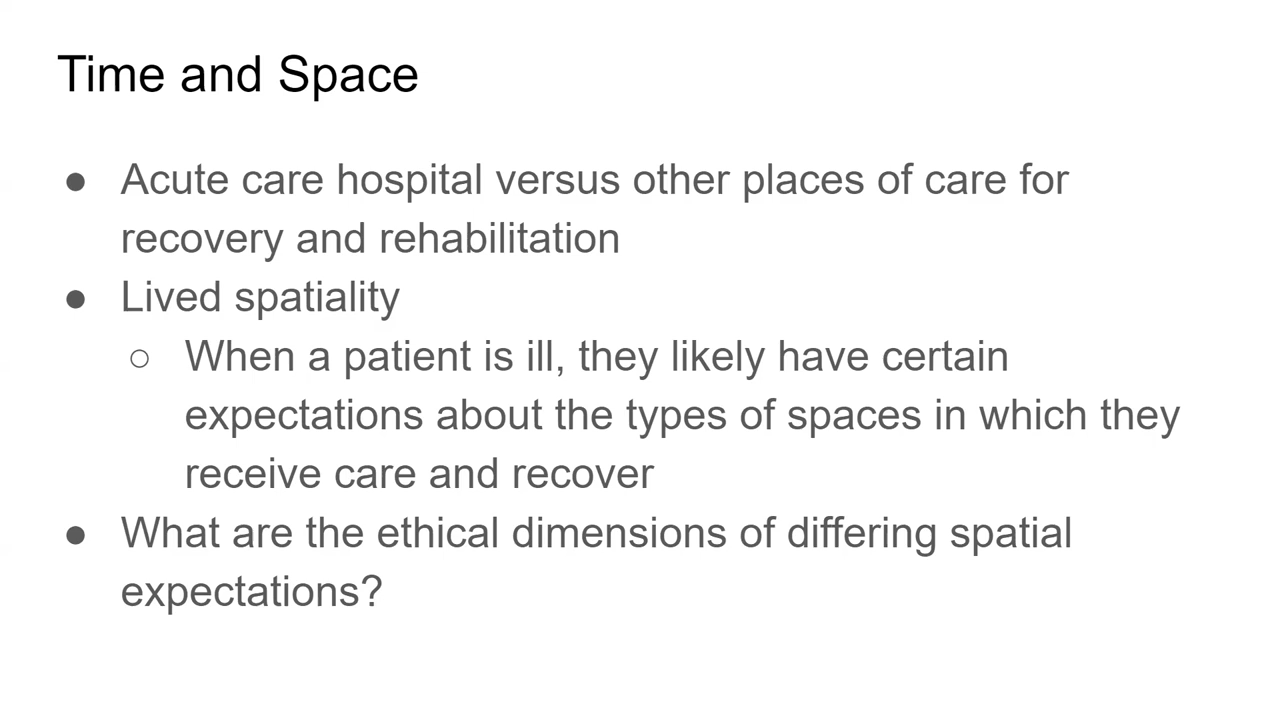 Time and Space
● Acute care hospital versus other places of care for
recovery and rehabilitation
● Lived spatiality
○ When a patient is ill, they likely have certain
expectations about the types of spaces in which they
receive care and recover
● What are the ethical dimensions of differing spatial
expectations?